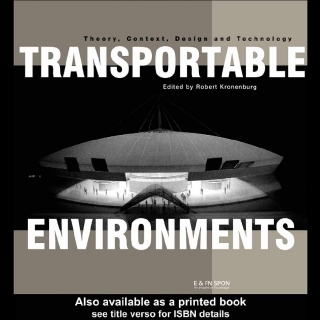 Theory, Context, Design and Technology
TRANSPORTABLE
Edited by Robert Kronenburg
ENVIRONMENTS
E & FN SPON
Also available as a printed book
see title verso for ISBN details